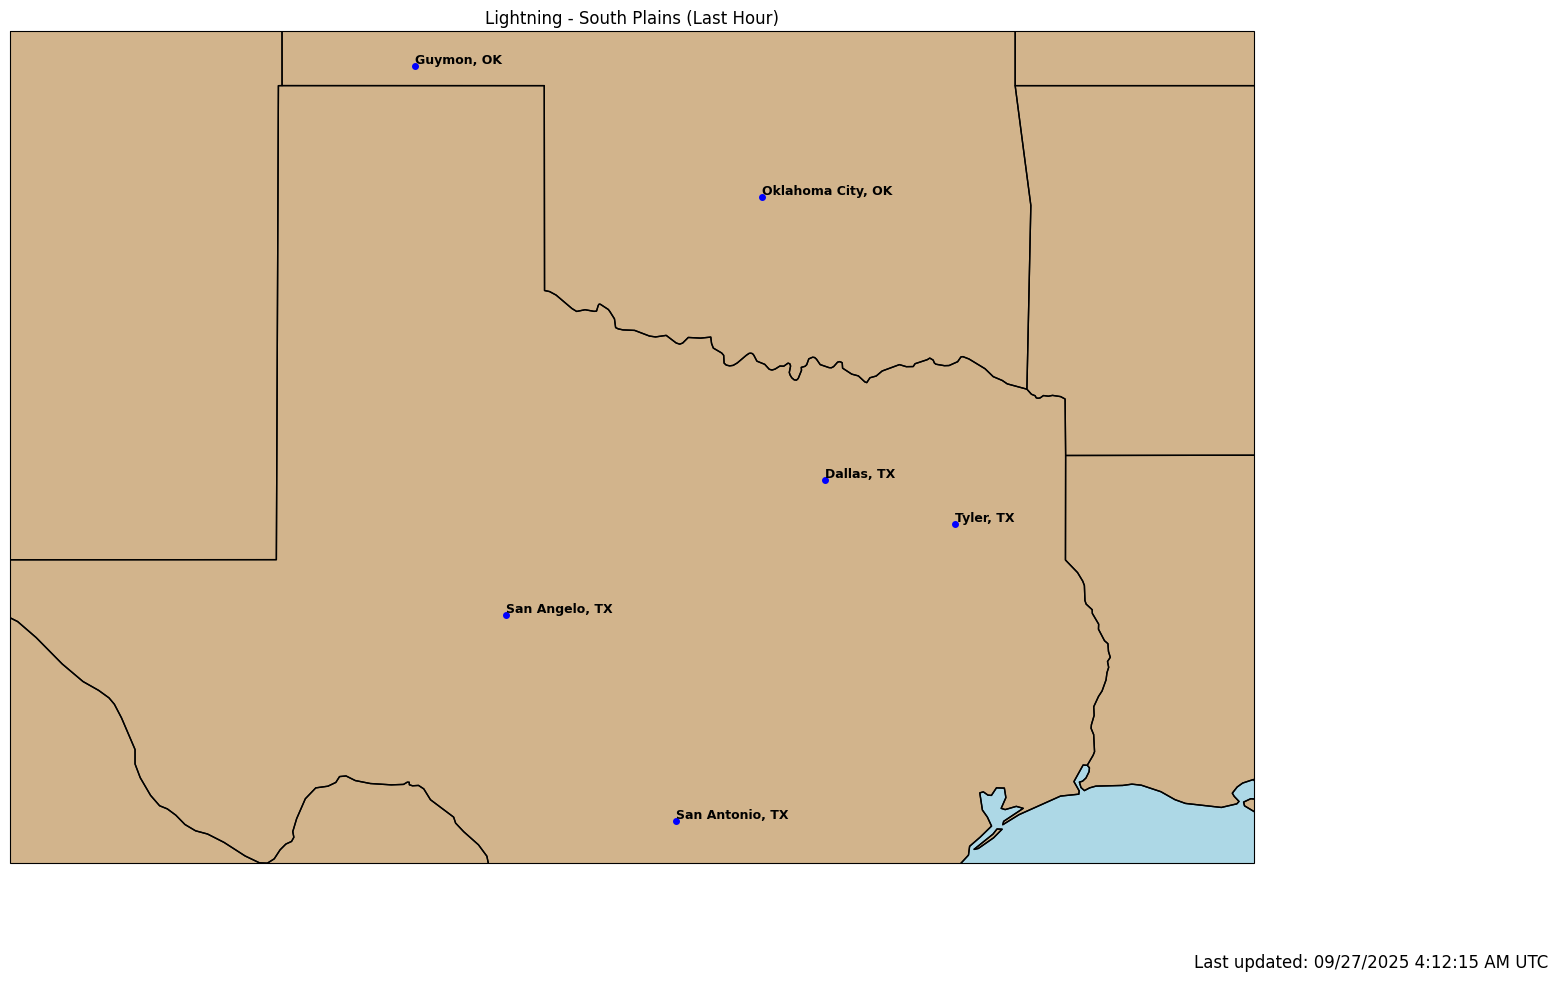 Lightning - South Plains (Last Hour)
Guymon, OK
Oklahoma City, OK
Dallas, TX
Tyler, TX
San Angelo, TX
San Antonio, TX
Last updated: 09/27/2025 4:12:15 AM UTC